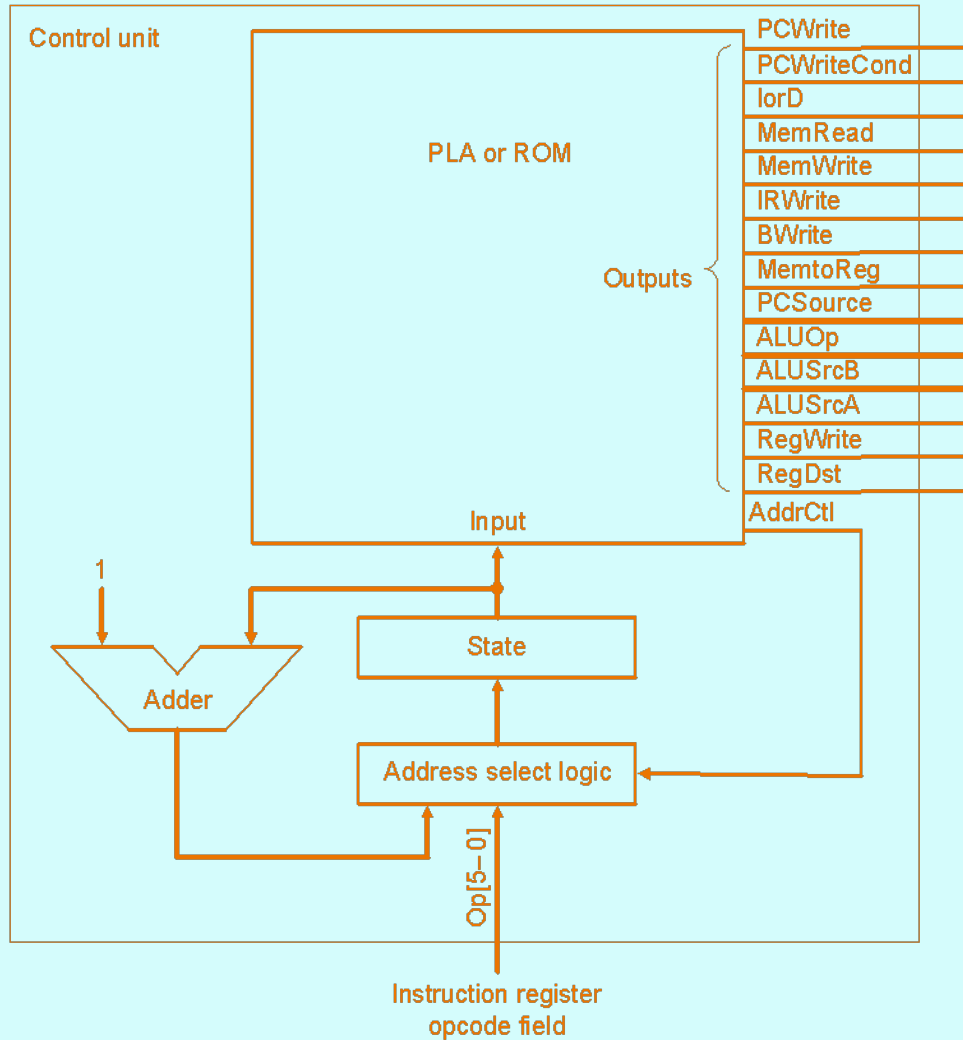 Control unit
PLA or ROM
Outputs
PCWrite
PCWriteCond
IorD
MemRead
MemWrite
IRWrite
BWrite
MemtoReg
PCSource
ALUOp
ALUSrcB
ALUSrcA
RegWrite
RegDst
AddrCtl
Input
1
State
Adder
Address select logic
Op[5–0]
Instruction register
opcode field